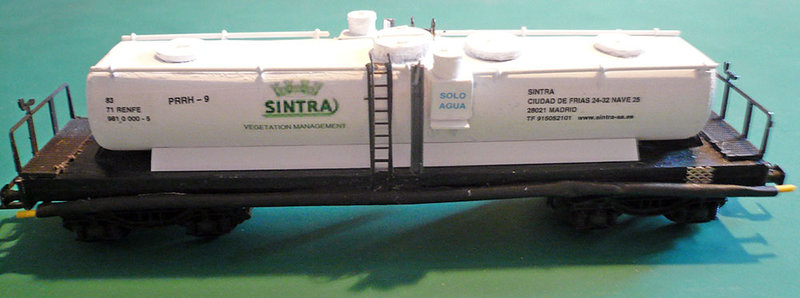 83
71 RENFE
981 0 000 - 5
PRRH - 9
SINTRA
VEGETATION MANAGEMENT
SOLO
AGUA
SINTRA
CIUDAD DE FRIAS 24-32 NAVE 25
28021 MADRID
TF 915052101 www.sintra-sa.es